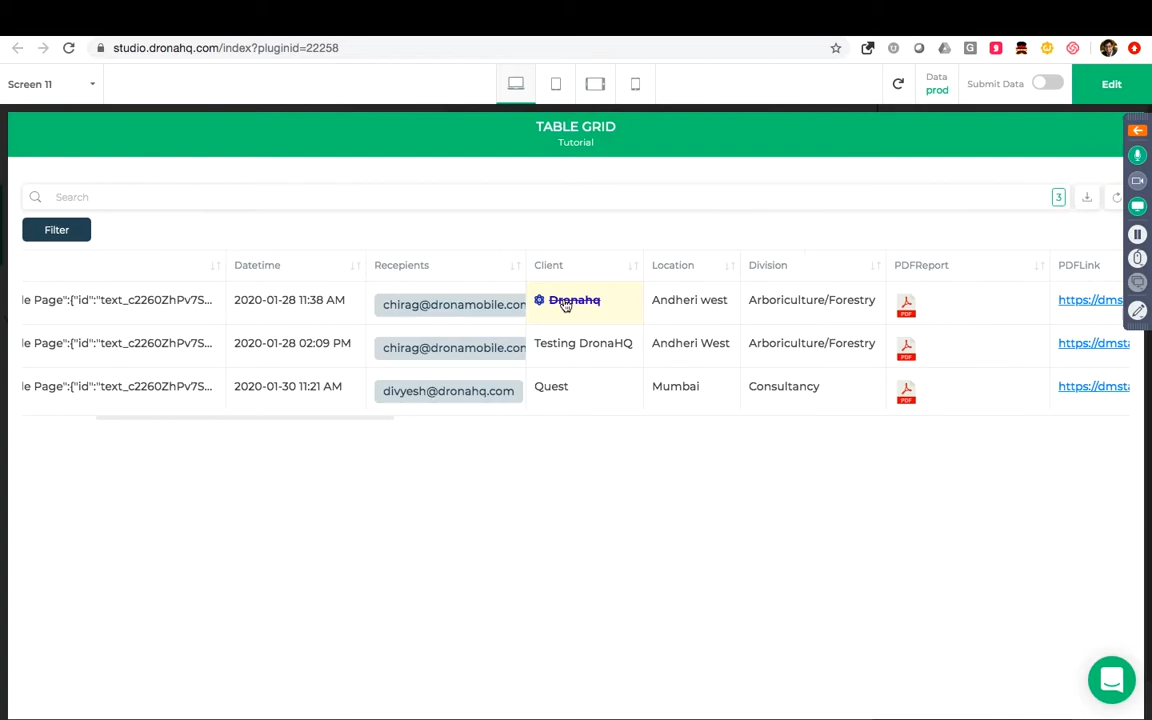 studio.dronahq.com/index?pluginid=22258
Screen 11
Data
prod
Submit Data
Edit
TABLE GRID
Tutorial
Search
3
Filter
Datetime Recepients Client Location Division PDFReport PDFLink
le Page":{"id":"text_c2260ZhPv7S... 2020-01-28 11:38 AM chirag@dronamobile.con Dronahq Andheri west Arboriculture/Forestry PDF https://dmsta
le Page":{"id":"text_c2260ZhPv7S... 2020-01-28 02:09 PM chirag@dronamobile.con Testing DronaHQ Andheri West Arboriculture/Forestry PDF https://dmsta
le Page":{"id":"text_c2260ZhPv7S... 2020-01-30 11:21 AM divyesh@dronahq.com Quest Mumbai Consultancy PDF https://dmsta